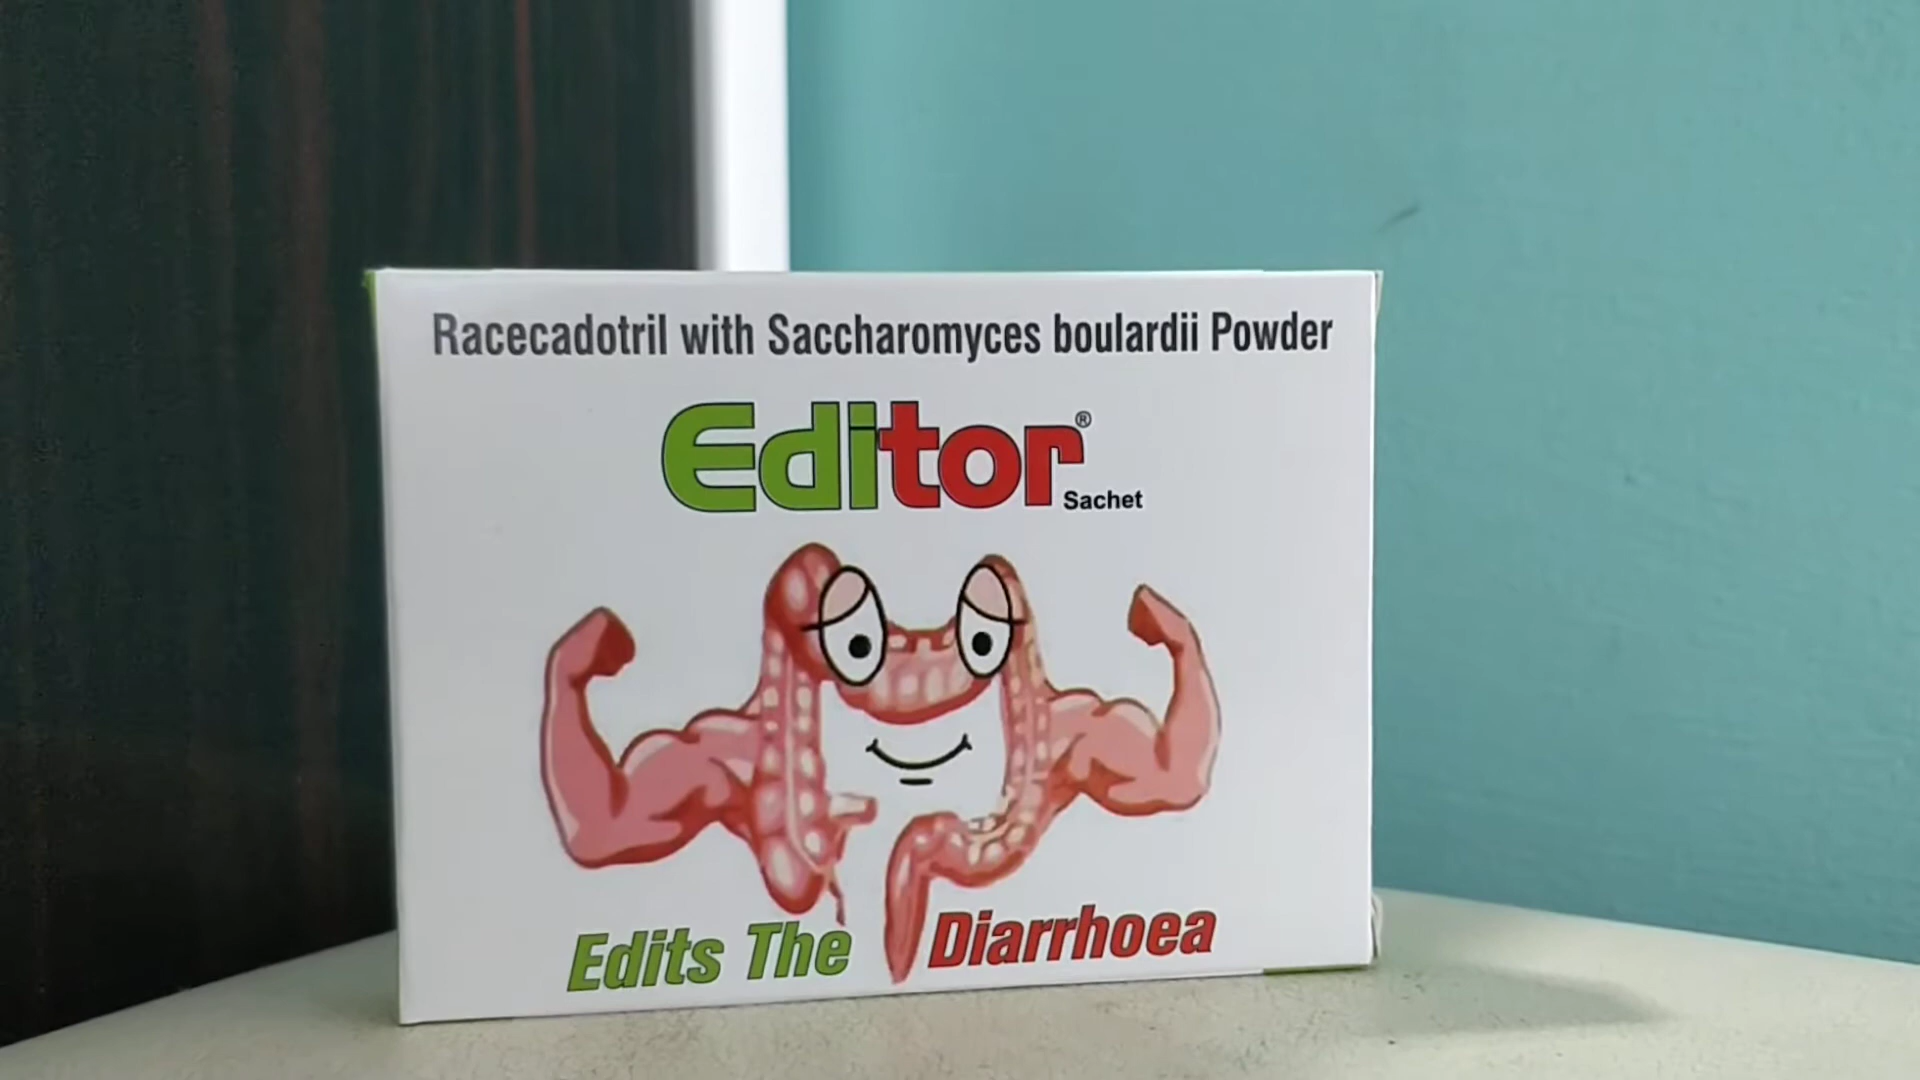 Racecadotril with Saccharomyces boulardii Powder
Editor®
Sachet
Edits The Diarrhoea